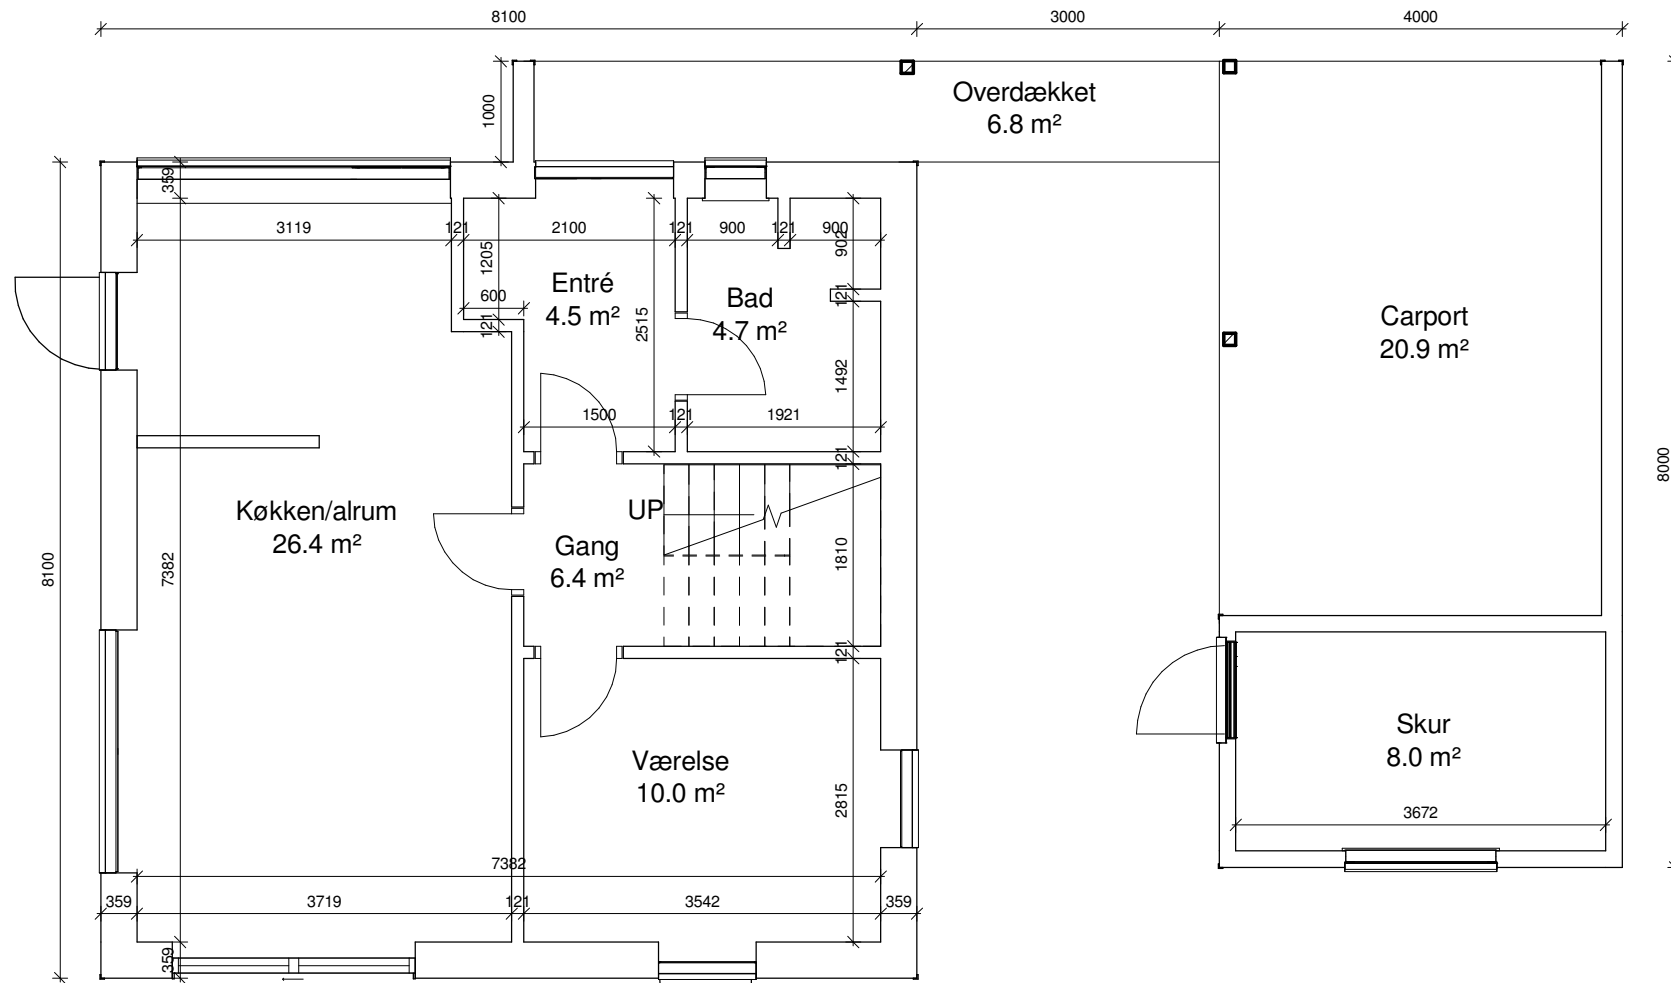 8100
3000
4000
Overdækket
6.8 m²
1000
359
3119
121
2100
121
900
121
900
902
1205
Entré
4.5 m²
600
121
2515
Bad
4.7 m²
121
Carport
20.9 m²
1492
1500
121
1921
121
8000
Køkken/alrum
26.4 m²
UP
Gang
6.4 m²
1810
8100
7382
121
Værelse
10.0 m²
2815
Skur
8.0 m²
3672
7382
359
3719
121
3542
359
359